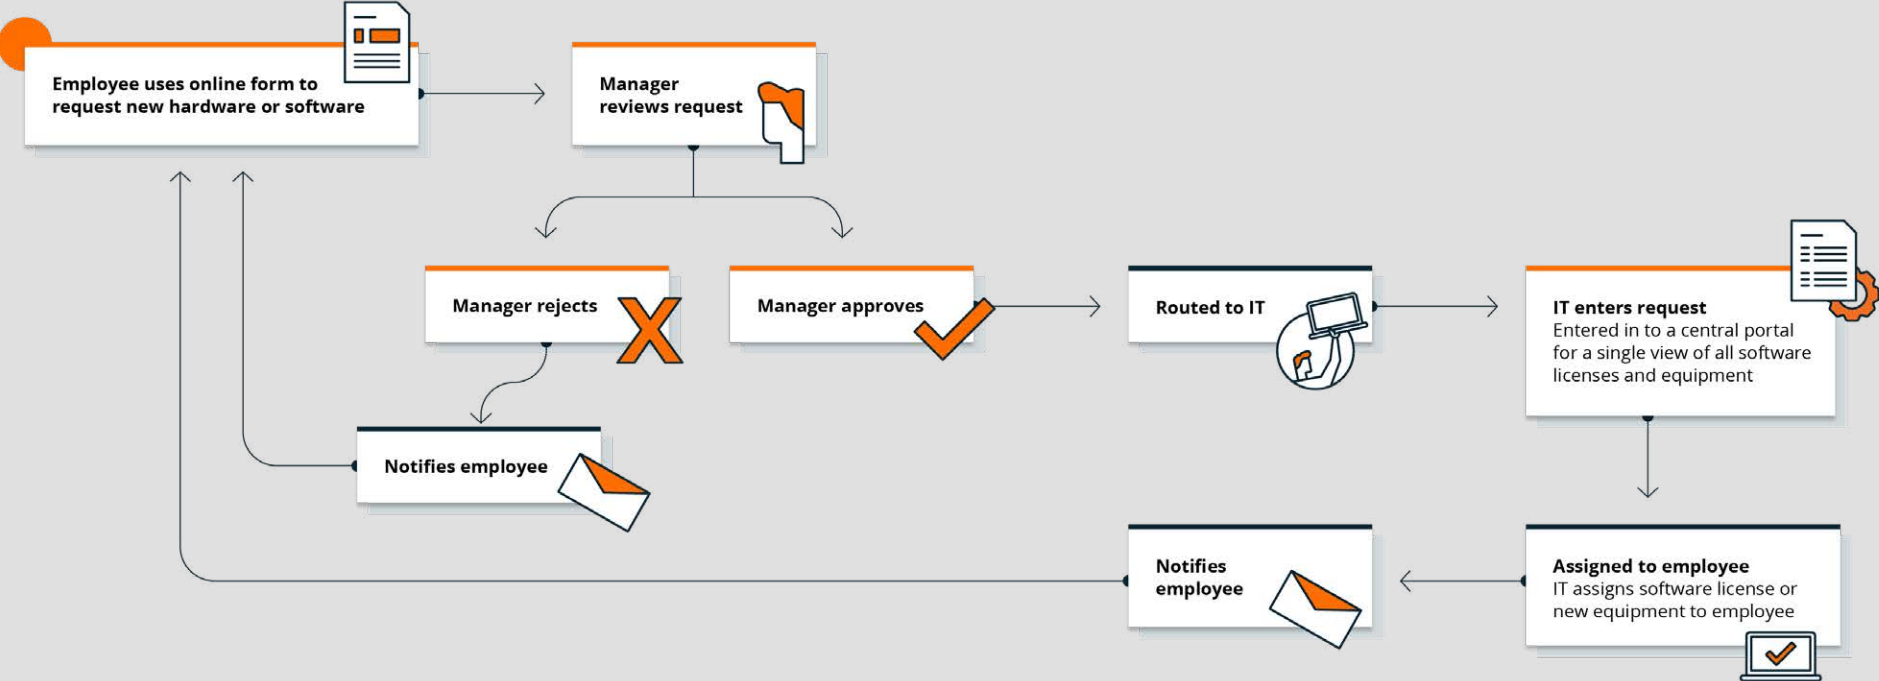 Employee uses online form to
request new hardware or software
Manager
reviews request
Manager rejects
Manager approves
Routed to IT
IT enters request
Entered in to a central portal
for a single view of all software
licenses and equipment
Notifies employee
Notifies
employee
Assigned to employee
IT assigns software license or
new equipment to employee